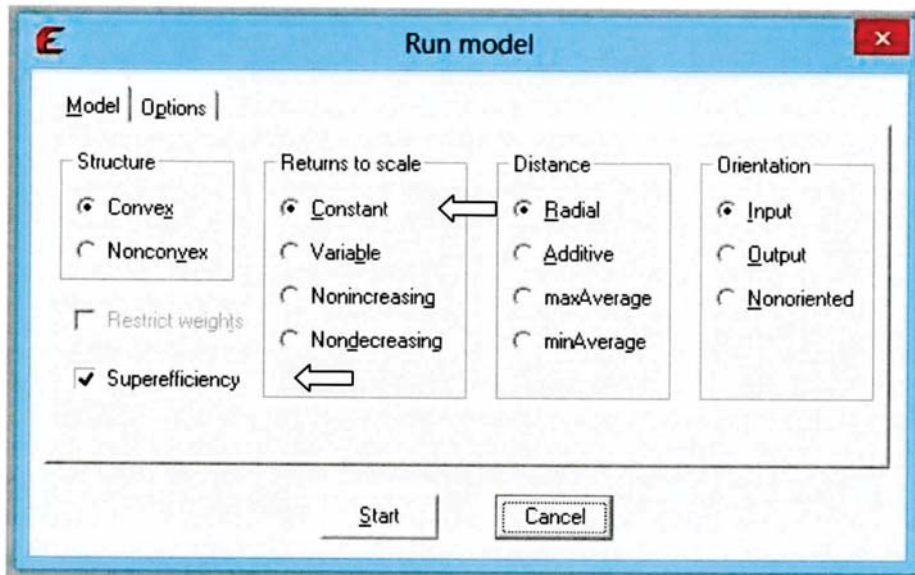 Run model
Model Options
Structure
Convex
Nonconvex
Restrict weights
Superefficiency
Returns to scale
Constant
Variable
Nonincreasing
Nondecreasing
Distance
Radial
Additive
maxAverage
minAverage
Orientation
Input
Output
Nonoriented
Start Cancel